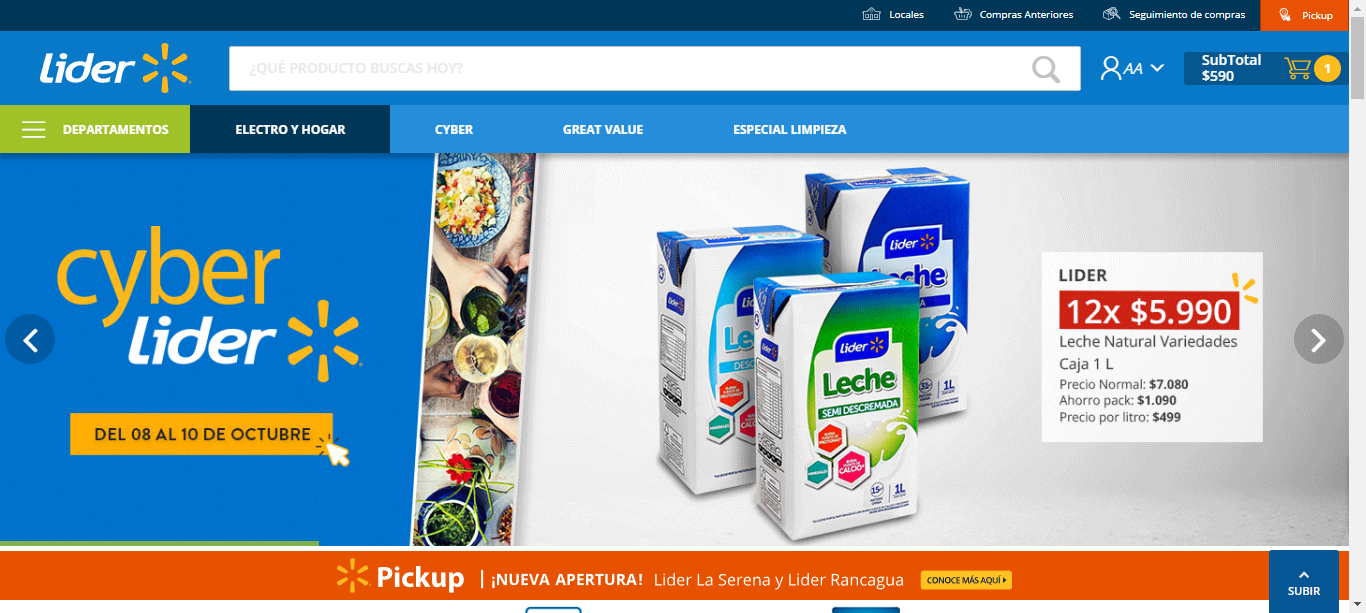 Locales
Compras Anteriores
Seguimiento de compras
Pickup
Lider
¿QUÉ PRODUCTO BUSCAS HOY?
AA
SubTotal
$590
1
DEPARTAMENTOS
ELECTRO Y HOGAR
CYBER
GREAT VALUE
ESPECIAL LIMPIEZA
cyber
Lider
DEL 08 AL 10 DE OCTUBRE
Lider
Leche
SEMI DESCREMADA
1L
LIDER
12x $5.990
Leche Natural Variedades
Caja 1 L
Precio Normal: $7.080
Ahorro pack: $1.090
Precio por litro: $499
Pickup | ¡NUEVA APERTURA! Lider La Serena y Lider Rancagua
CONOCE MÁS AQUÍ
SUBIR